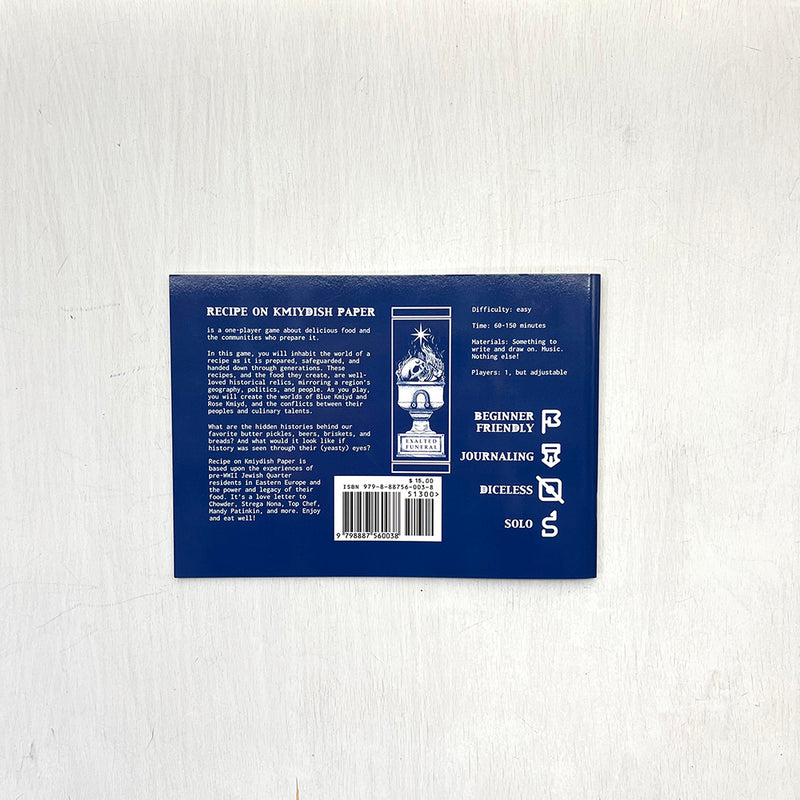 RECIPE ON KMIYDISH PAPER
is a one-player game about delicious food and
the communities who prepare it.
In this game, you will inhabit the world of a
recipe as it is prepared, safeguarded, and
handed down through generations. These
recipes, and the food they create, are well-
loved historical relics, mirroring a region's
geography, politics, and people. As you play,
you will create the worlds of Blue Kmiyd and
Rose Kmiyd, and the conflicts between their
peoples and culinary talents.
What are the hidden histories behind our
favorite butter pickles, beers, briskets, and
breads? And what would it look like if
history was seen through their (yeasty) eyes?
Recipe on Kmiydish Paper is
based upon the experiences of
pre-WWII Jewish Quarter
residents in Eastern Europe and
the power and legacy of their
food. It's a love letter to
Chowder, Strega Nona, Top Chef,
Mandy Patinkin, and more. Enjoy
and eat well!
EXALTED
FUNERAL
$ 15.00
ISBN 979-8-88756-003-8
51300>
9 798887 560038
Difficulty: easy
Time: 60-150 minutes
Materials: Something to
write and draw on. Music.
Nothing else!
Players: 1, but adjustable
BEGINNER
FRIENDLY
JOURNALING
DICELESS
SOLO